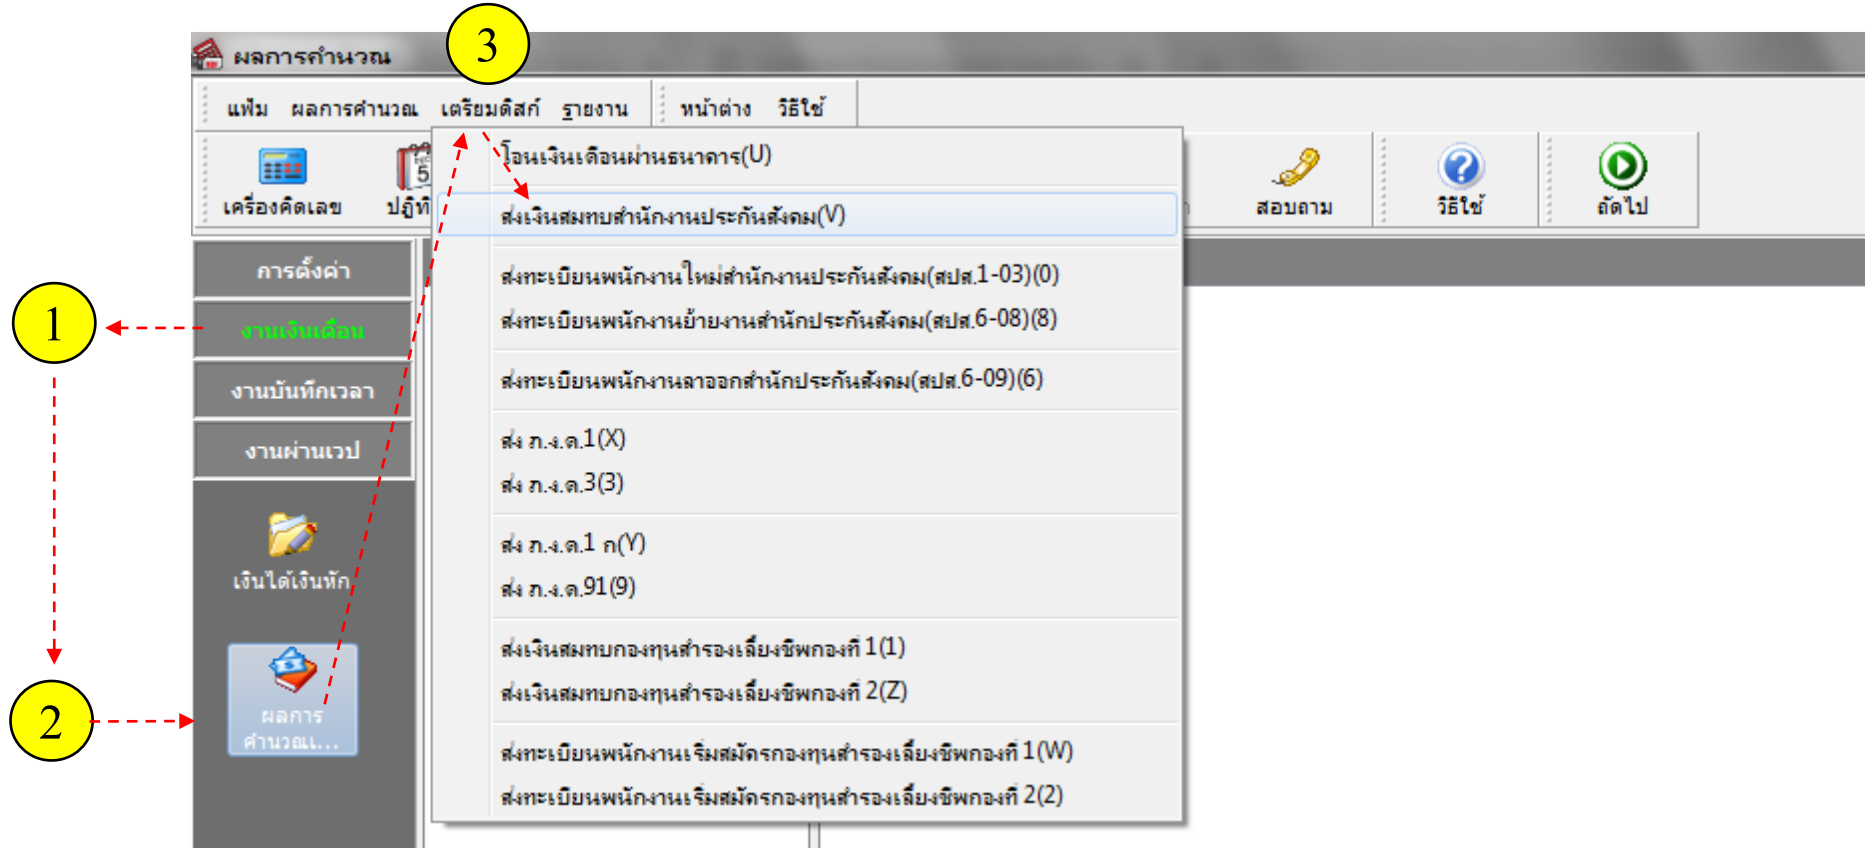 3
ผลการคำนวณ
แฟ้ม ผลการคำนวณ เตรียมดิสก์ รายงาน หน้าต่าง วิธีใช้
เครื่องคิดเลข ปฏิทิ สอบถาม วิธีใช้ ถัดไป
5
โอนเงินเดือนผ่านธนาคาร(U)
ส่งเงินสมทบสำนักงานประกันสังคม(V)
ส่งทะเบียนพนักงานใหม่สำนักงานประกันสังคม(สปส.1-03)(0)
ส่งทะเบียนพนักงานย้ายงานสำนักประกันสังคม(สปส.6-08)(8)
ส่งทะเบียนพนักงานลาออกสำนักประกันสังคม(สปส.6-09)(6)
ส่ง ภ.ง.ด.1(X)
ส่ง ภ.ง.ด.3(3)
ส่ง ภ.ง.ด.1 ก(Y)
ส่ง ภ.ง.ด.91(9)
ส่งเงินสมทบกองทุนสำรองเลี้ยงชีพกองที่ 1(1)
ส่งเงินสมทบกองทุนสำรองเลี้ยงชีพกองที่ 2(Z)
ส่งทะเบียนพนักงานเริ่มสมัครกองทุนสำรองเลี้ยงชีพกองที่ 1(W)
ส่งทะเบียนพนักงานเริ่มสมัครกองทุนสำรองเลี้ยงชีพกองที่ 2(2)
การตั้งค่า
1
งานเงินเดือน
งานบันทึกเวลา
งานผ่านเวป
เงินได้เงินหัก
2
ผลการ
คำนวณแ...